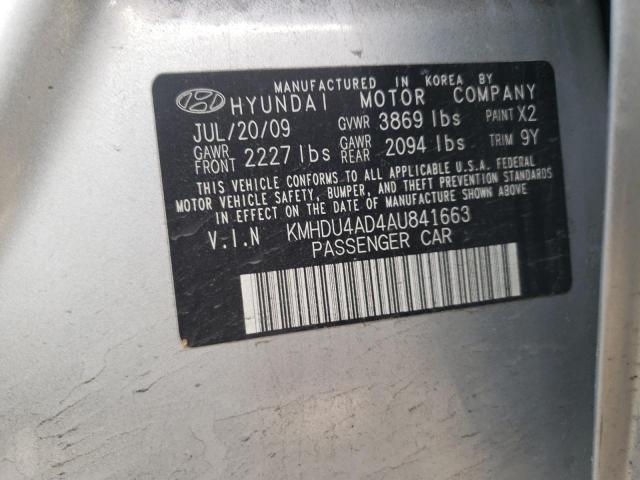 MANUFACTURED IN KOREA BY
HYUNDAI MOTOR COMPANY
JUL/20/09 GVWR 3869 lbs PAINT X2
GAWR FRONT 2227 lbs GAWR REAR 2094 lbs TRIM 9Y
THIS VEHICLE CONFORMS TO ALL APPLICABLE U.S.A. FEDERAL
MOTOR VEHICLE SAFETY, BUMPER, AND THEFT PREVENTION STANDARDS
IN EFFECT ON THE DATE OF MANUFACTURE SHOWN ABOVE
V.I.N KMHDU4AD4AU841663
PASSENGER CAR